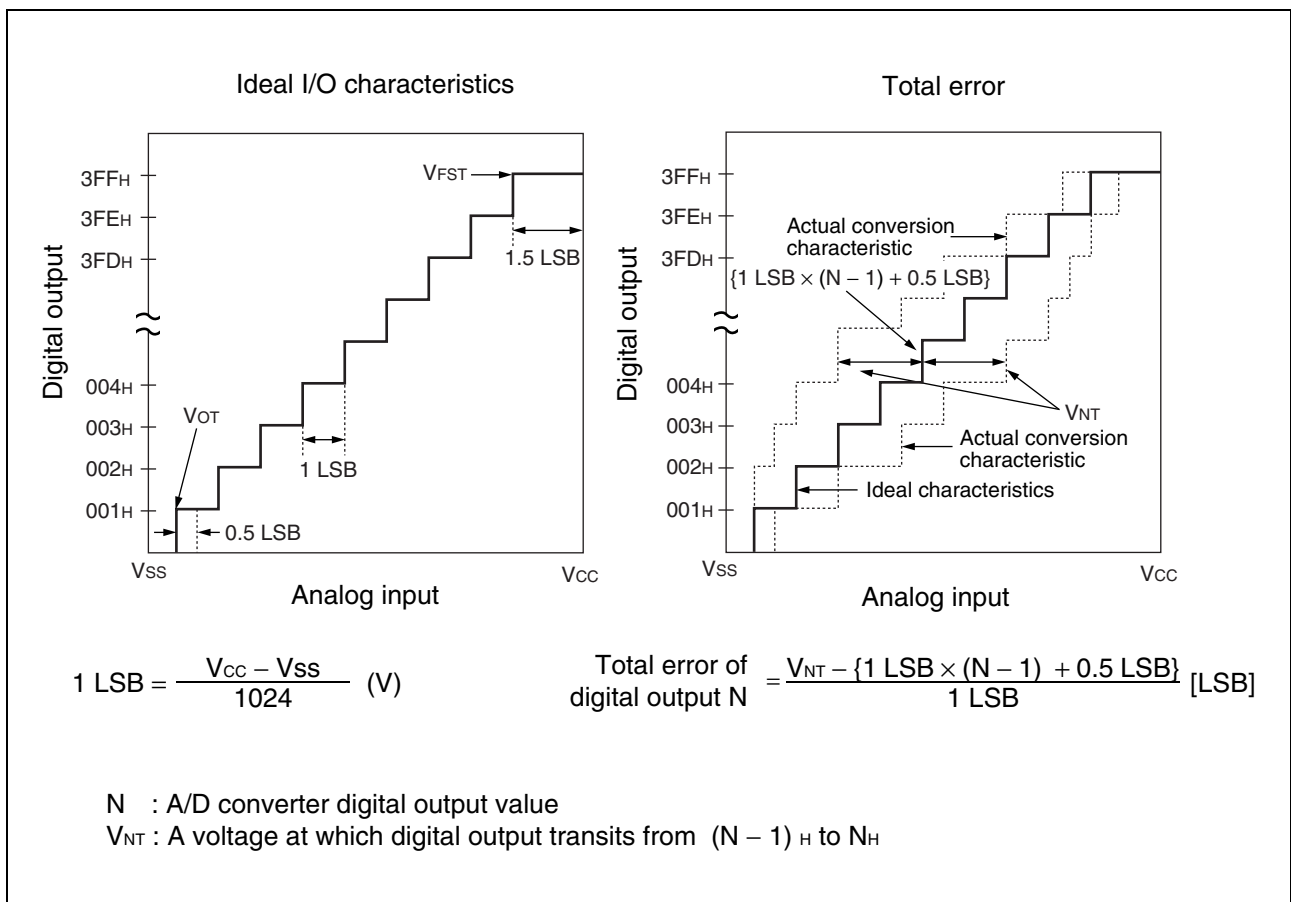 Ideal I/O characteristics
3FFH
3FEH
3FDH
004H
003H
002H
001H
Digital output
VFST
1.5 LSB
VOT
1 LSB
0.5 LSB
VSS
VCC
Analog input
Total error
3FFH
3FEH
3FDH
004H
003H
002H
001H
Digital output
Actual conversion
characteristic
{1 LSB × (N − 1) + 0.5 LSB}
VNT
Actual conversion
characteristic
Ideal characteristics
VSS
VCC
Analog input
1 LSB = VCC − Vss / 1024 (V)
Total error of
digital output N = VNT − {1 LSB × (N − 1) + 0.5 LSB} / 1 LSB [LSB]
N : A/D converter digital output value
VNT : A voltage at which digital output transits from (N − 1) H to NH